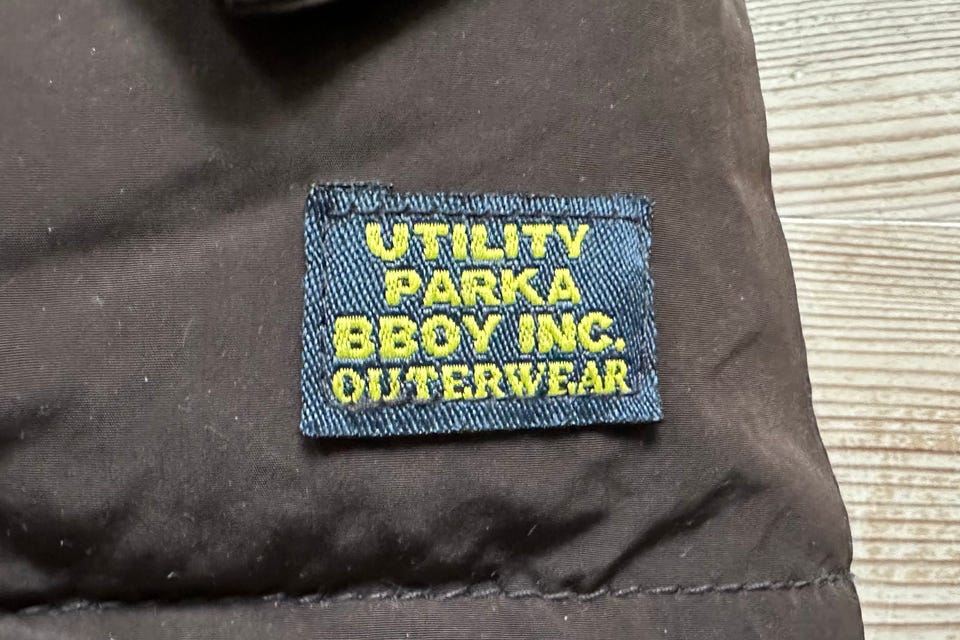 UTILITY
PARKA
BBOY INC.
OUTERWEAR